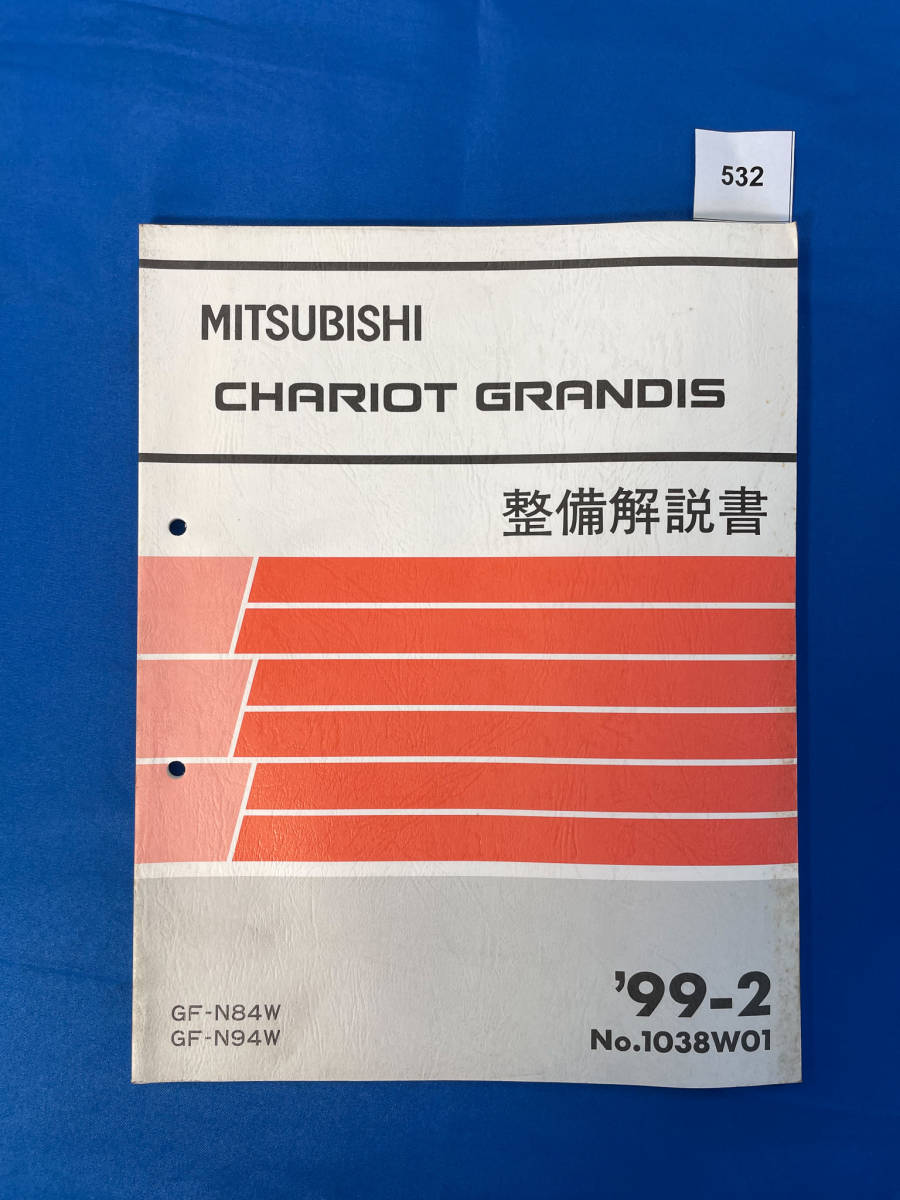 532
MITSUBISHI
CHARIOT GRANDIS
整備解説書
'99-2
No.1038W01
GF-N84W
GF-N94W